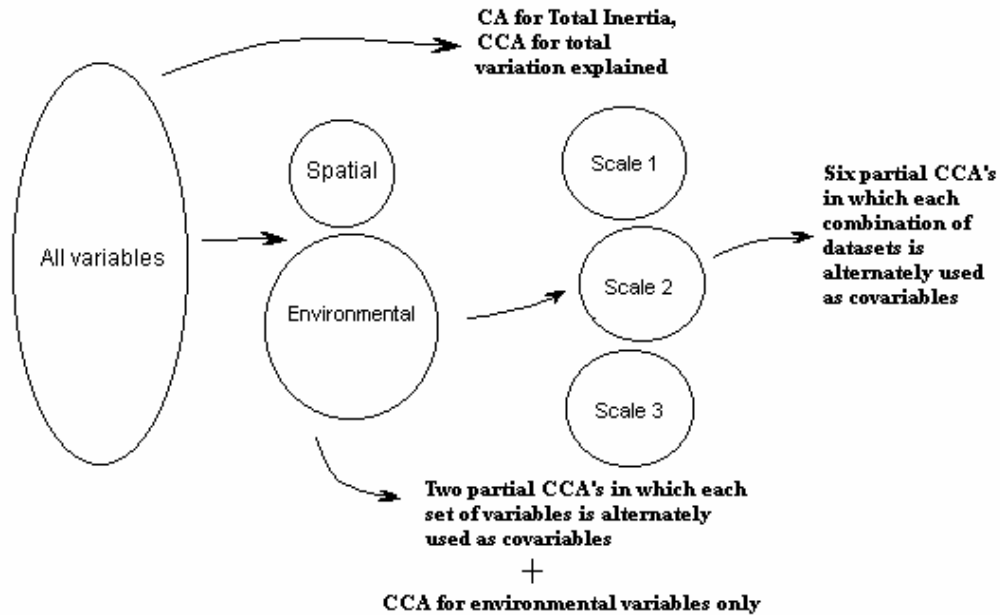 CA for Total Inertia,
CCA for total
variation explained
Spatial
Scale 1
All variables
Environmental
Scale 2
Scale 3
Six partial CCA's
in which each
combination of
datasets is
alternately used
as covariables
Two partial CCA's in which each
set of variables is alternately
used as covariables
+
CCA for environmental variables only